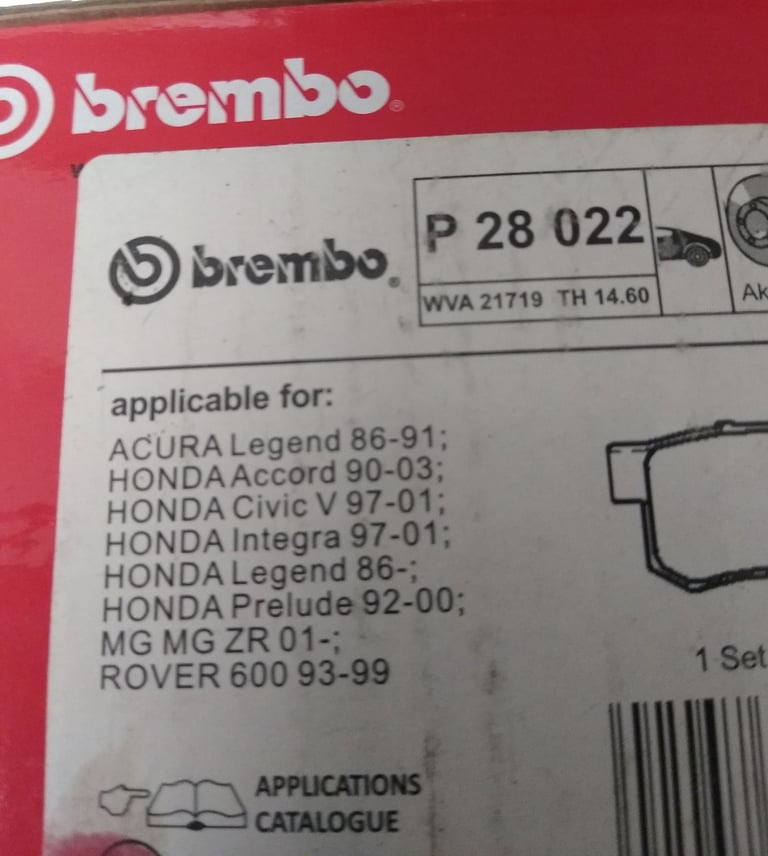 brembo®
brembo®
P 28 022
WVA 21719 TH 14.60
Ak
applicable for:
ACURA Legend 86-91;
HONDA Accord 90-03;
HONDA Civic V 97-01;
HONDA Integra 97-01;
HONDA Legend 86-;
HONDA Prelude 92-00;
MG MG ZR 01-;
ROVER 600 93-99
1 Set
APPLICATIONS
CATALOGUE